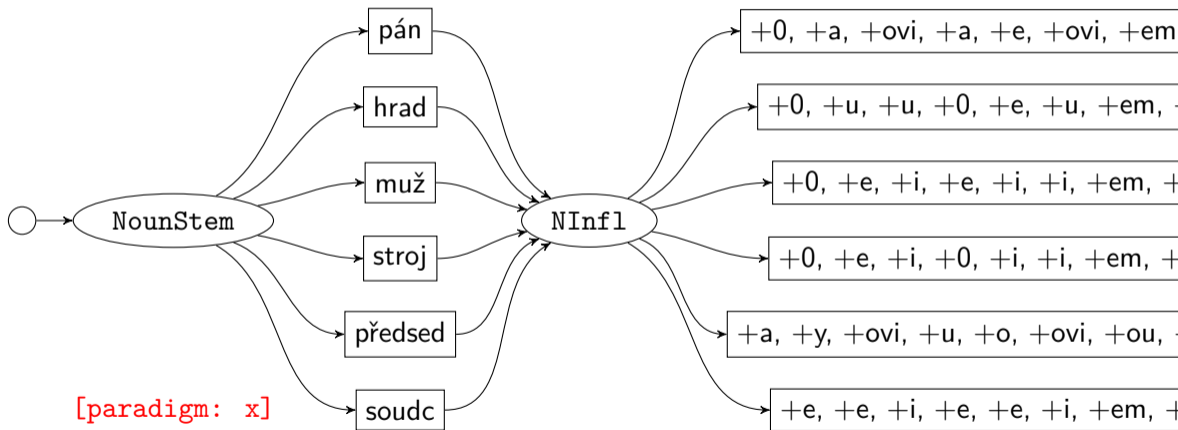 pán
+0, +a, +ovi, +a, +e, +ovi, +em
hrad
+0, +u, +u, +0, +e, +u, +em,
muž
+0, +e, +i, +e, +i, +i, +em,
NounStem
NInfl
stroj
+0, +e, +i, +0, +i, +i, +em,
předsed
+a, +y, +ovi, +u, +o, +ovi, +ou,
[paradigm: x]
soudc
+e, +e, +i, +e, +e, +i, +em,